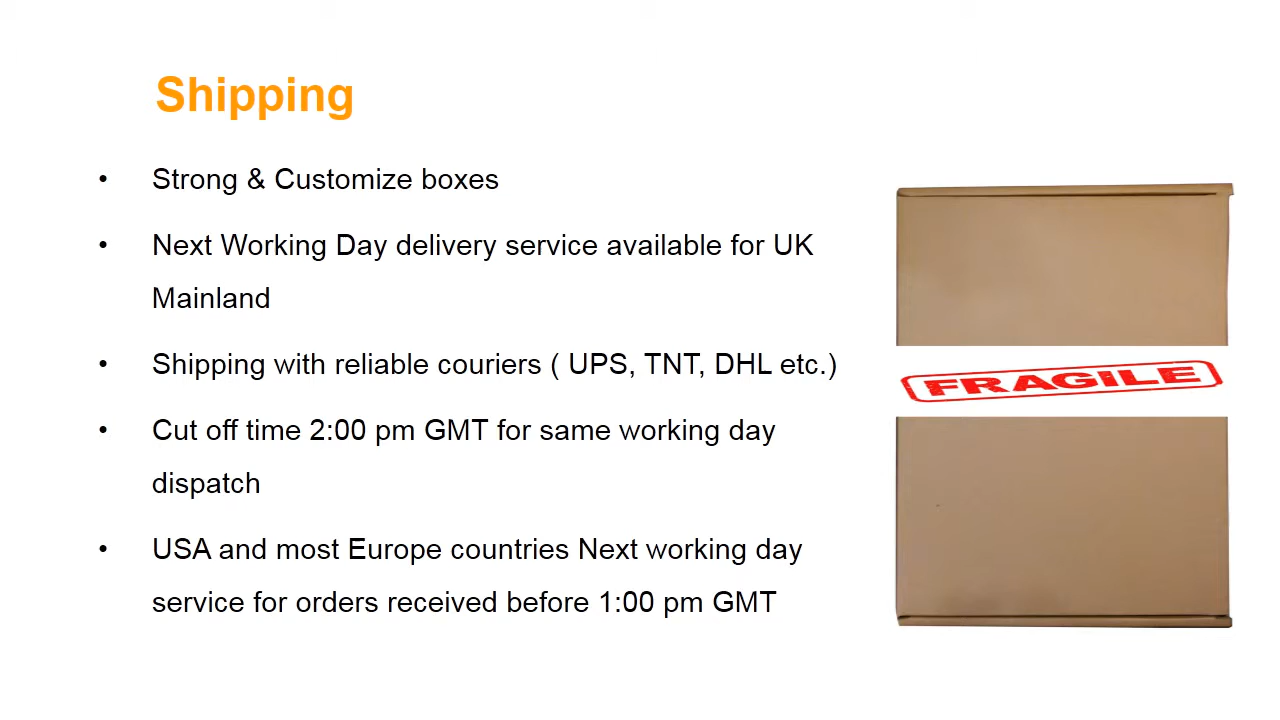 Shipping
• Strong & Customize boxes
• Next Working Day delivery service available for UK
Mainland
• Shipping with reliable couriers ( UPS, TNT, DHL etc.)
• Cut off time 2:00 pm GMT for same working day
dispatch
• USA and most Europe countries Next working day
service for orders received before 1:00 pm GMT
FRAGILE